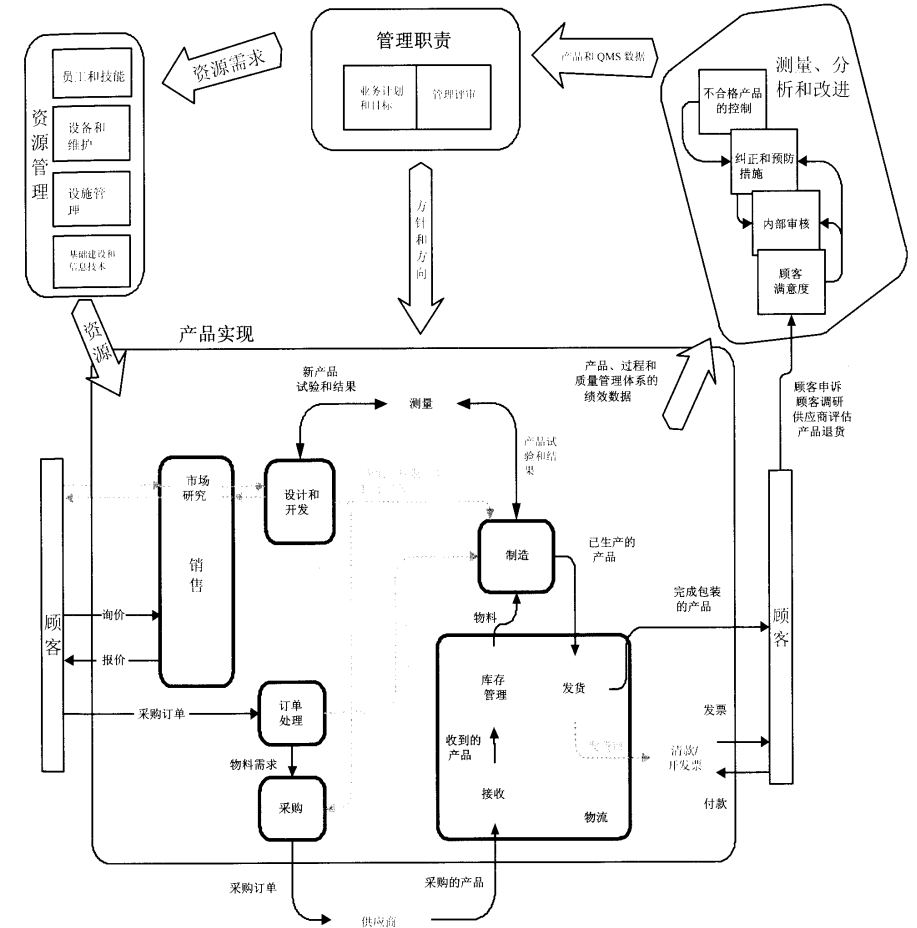 管理职责
业务计划
和目标
管理评审
资源需求
产品和 QMS 数据
测量、分
析和改进
不合格产品
的控制
纠正和预防
措施
内部审核
顾客
满意度
资源管理
员工和技能
设备和
维护
设施管
理
基础建设和
信息技术
方针和方向
资源
产品实现
产品、过程和
质量管理体系的
绩效数据
顾客申诉
顾客调研
供应商评估
产品退货
新产品
试验和结果
测量
产品试
验和结
果
市场
研究
销售
设计和
开发
制造
已生产的
产品
完成包装
的产品
顾客
询价
报价
物料
库存
管理
发货
顾客
订单
处理
采购订单
收到的
产品
请款/
开发票
发票
物料需求
采购
接收
物流
付款
采购订单
采购的产品
供应商